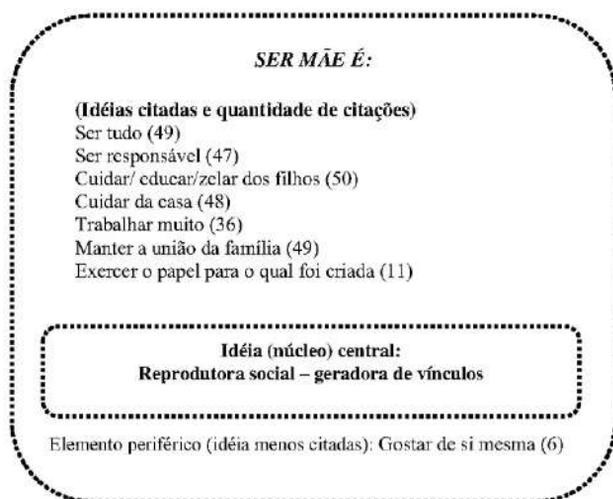 SER MÃE É:
(Idéias citadas e quantidade de citações)
Ser tudo (49)
Ser responsável (47)
Cuidar/ educar/zelar dos filhos (50)
Cuidar da casa (48)
Trabalhar muito (36)
Manter a união da família (49)
Exercer o papel para o qual foi criada (11)
Idéia (núcleo) central:
Reprodutora social – geradora de vínculos
Elemento periférico (idéia menos citadas): Gostar de si mesma (6)